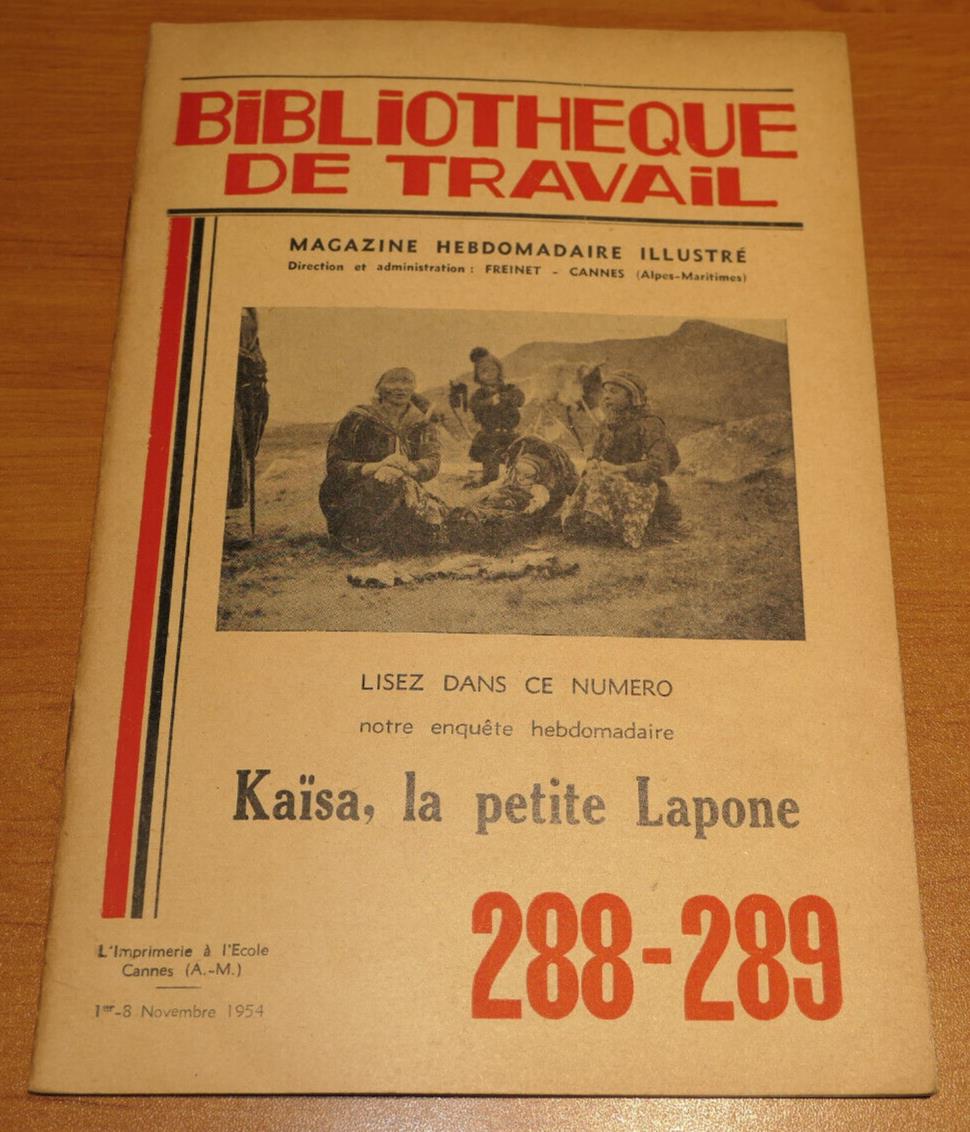 BiBLiOTHEQUE
DE TRAVAiL
MAGAZINE HEBDOMADAIRE ILLUSTRÉ
Direction et administration : FREINET - CANNES (Alpes-Maritimes)
LISEZ DANS CE NUMERO
notre enquête hebdomadaire
Kaïsa, la petite Lapone
288-289
L'Imprimerie à l'Ecole
Cannes (A.-M.)
1er-8 Novembre 1954